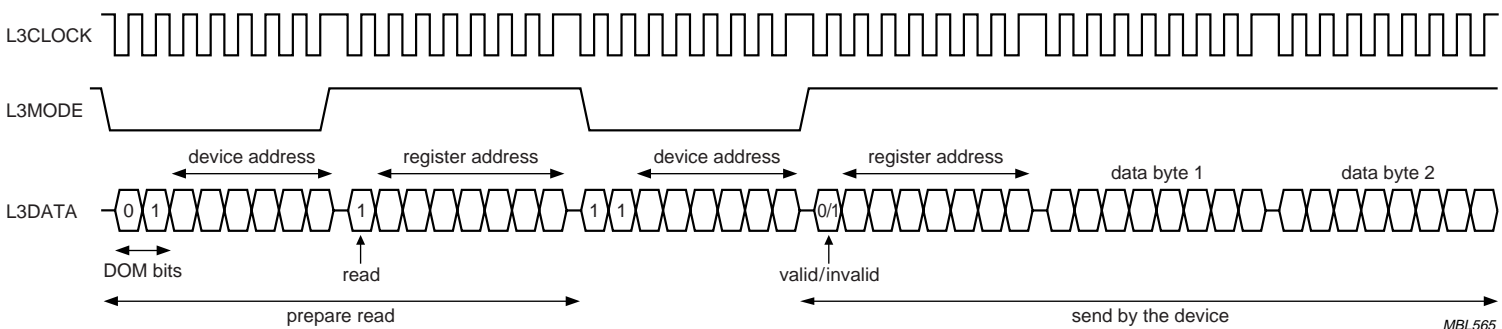 L3CLOCK
L3MODE
device address
register address
device address
register address
data byte 1
data byte 2
L3DATA
0 1
1
1 1
0/1
DOM bits
read
valid/invalid
prepare read
send by the device
MBL565